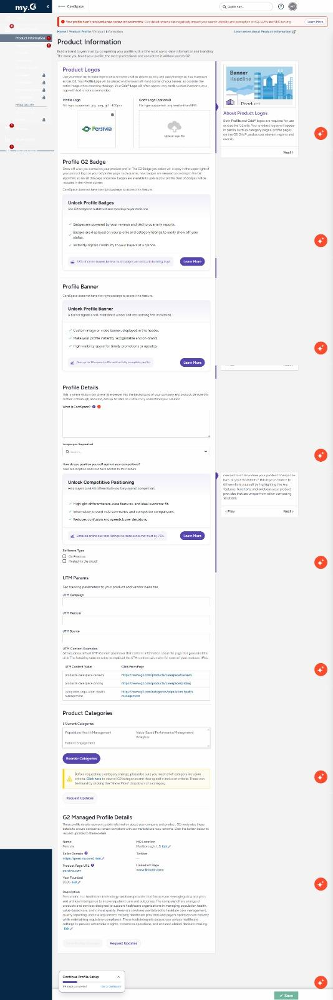 my.G
CareSpace
Quick nav...
MT
Your profile hasn't received a new review in two months. Outdated reviews can negatively impact your search visibility and perception on G2, LLMs and SEO ranking.
Learn More
Home / Product Profile / Product Information
Learn more about Product Information
Product Information
Product Information
1
Build a brand buyers trust by completing your profile with all the most up-to-date information and branding.
The more you brand your profile, the more professional and consistent it will look across G2.
MEDIA GALLERY
Product Logos
Use your most up-to-date logo to ensure visitors will be able to quickly and easily recognize it as it appears
across G2. Your Profile Logo will be placed on the lower left-hand corner of your banner, so consider the
entire image when choosing this logo. Your Grid® Logo will often appear very small, such as in reports, so a
logo with text is not recommended.
Profile Logo
File type supported: .jpg, .png, .gif
Grid® Logo (optional)
File type supported: .svg smaller than 5MB
Persivia
Upload logo file
Banner
Headline
Product
About Product Logos
Both Profile and Grid® logos are required for use
across the G2 site. Your product logos will appear
in places such as category pages, profile pages,
on the G2 Grid®, and across relevant reports and
awards.
Next
Profile G2 Badge
Show off what you earned on your product profile! The G2 Badge you select will display in the upper right of
your product logo on your G2 profile page. Each quarter, new badges are released according to the G2
algorithm, so revisit this page once new badges are available to update your profile. Best of Badges will be
included in the winter quarter.
CareSpace does not have the right package to access this feature.
Unlock Profile Badges
Use G2 badges to build trust and speed up buyer decisions.
Badges are powered by your reviews and tied to quarterly reports.
Badges are displayed on your profile and category listings to easily show off your
status.
Instantly signals credibility to your buyers at a glance.
48% of online buyers believe trust badges are critical in building trust.
Learn More
Profile Banner
CareSpace does not have the right package to access this feature.
Unlock Profile Banner
A banner signals a real, established vendor and sets a strong first impression.
Custom image or video banner, displayed in the header.
Make your profile instantly recognizable and on-brand.
High-visibility space for timely promotions or updates.
Learn More
Profile Details
This is where visitors can dive a little deeper into the background of your company and product. Be sure this
section is thorough, accurate, and up-to-date so visitors fully understand your solution.
What is CareSpace?
Languages Supported
Search...
How do you position yourself against your competitors?
Your subscription does not have access to this feature
Unlock Competitive Positioning
Help buyers (and AI) differentiate you fairly against competitors.
Highlight differentiators, core features, and ideal customer fit.
Information is used in AI summaries and competitor comparisons.
Reduces confusion and speeds buyer decisions.
Detailed online business listings increase consumer trust by 73%.
Learn More
competitors? How does your product change the
lives of your customers? This is your chance to
differentiate yourself by highlighting the key
features, functions, and solutions your product
provides that are unique from other competing
solutions.
Prev
Next
Software Type
On Premises
Hosted (in the cloud)
UTM Params
Set tracking parameters to your product and vendor websites
UTM Campaign
UTM Medium
UTM Source
UTM Content Examples
G2 includes a default UTM Content parameter that contains information about the page that generated the
click. The following table includes examples of the UTM content parameter for some of your products URLs.
UTM Content Value
Click From Page
products-carespace-reviews
https://www.g2.com/products/carespace/reviews
products-carespace-pricing
https://www.g2.com/products/carespace/pricing
categories-population-health-
management
https://www.g2.com/categories/population-health-
management
Product Categories
3 Current Categories
Population Health Management
Value-Based Performance Management
Analytics
Patient Engagement
Reorder Categories
Before requesting a category change, please be sure you meet all of category inclusion
criteria. Click here to view all G2 categories and their specific inclusion criteria. These can
be found by clicking the "Show More" dropdown of a category.
Request Updates
G2 Managed Profile Details
These profile details represent public information about your company and product. G2 moderates these
details to ensure companies remain compliant with our marketplace requirements. Click the button below to
request updates to these details.
Name
Persivia
HQ Location
Marlborough, US Edit
Seller Domain
https://persivia.com/ Edit
Twitter
Product Page URL
persivia.com
LinkedIn® Page
www.linkedin.com
Year Founded
2005 Edit
Description
Persivia Inc. is a healthcare technology solutions provider that focuses on leveraging data analytics
and artificial intelligence to improve patient care and outcomes. The company offers a range of
products and services designed to support healthcare organizations in managing population health,
value-based care, and clinical quality. Persivia's solutions are tailored to facilitate care management,
quality reporting, and risk adjustment, helping healthcare providers and payers optimize care delivery
while maintaining regulatory compliance. These tools integrate data across various healthcare
settings to provide actionable insights, streamline operations, and enhance clinical decision-making.
Edit
Request Updates
Continue Profile Setup
Go to Dashboard
Save